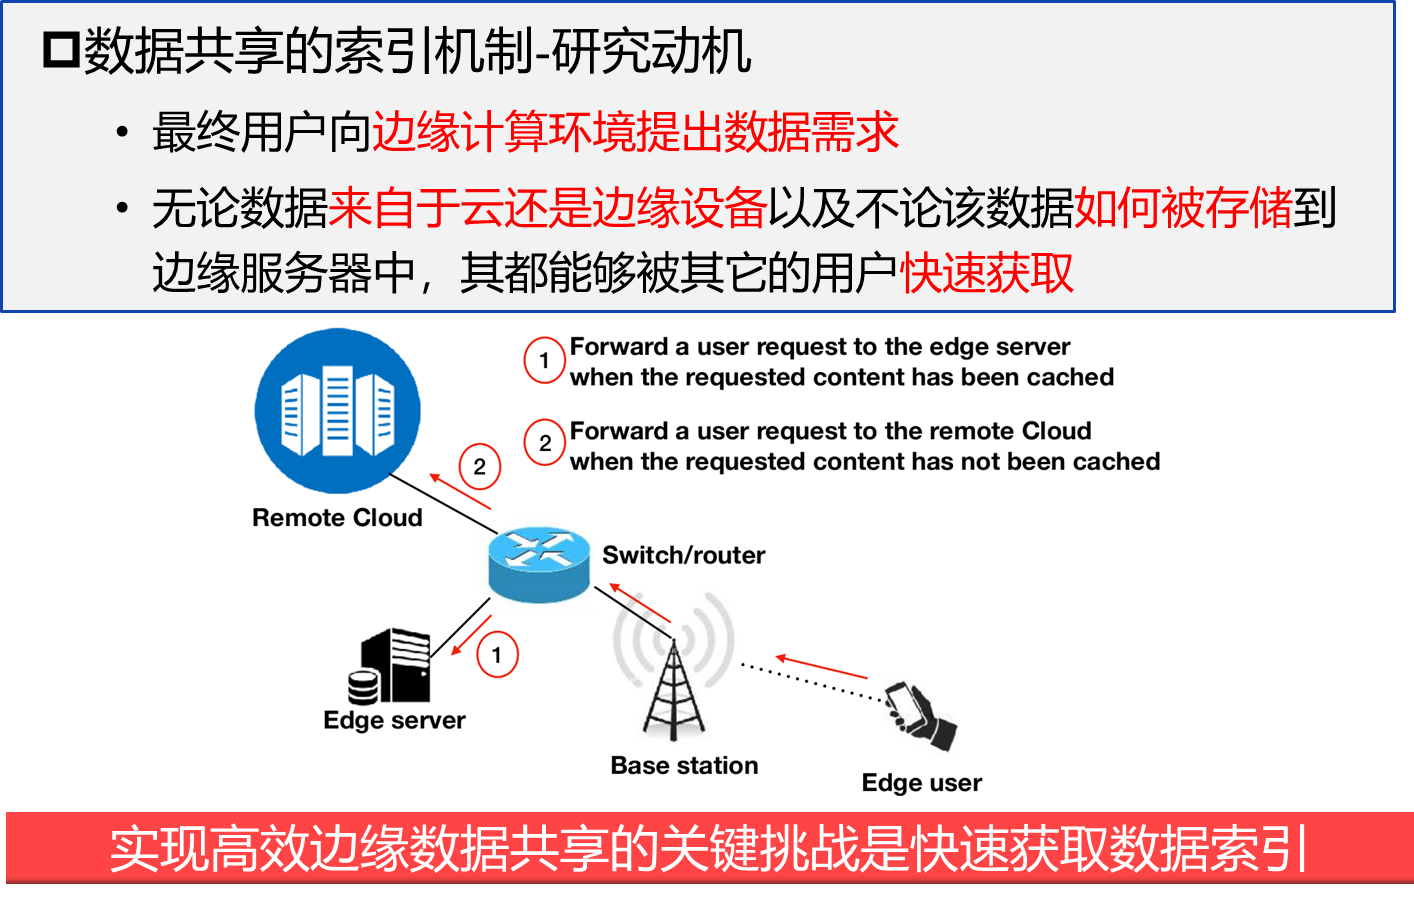 数据共享的索引机制-研究动机
• 最终用户向边缘计算环境提出数据需求
• 无论数据来自于云还是边缘设备以及不论该数据如何被存储到
边缘服务器中，其都能够被其它的用户快速获取
1 Forward a user request to the edge server
when the requested content has been cached
2 Forward a user request to the remote Cloud
when the requested content has not been cached
2
Remote Cloud
Switch/router
1
Edge server
Base station
Edge user
实现高效边缘数据共享的关键挑战是快速获取数据索引